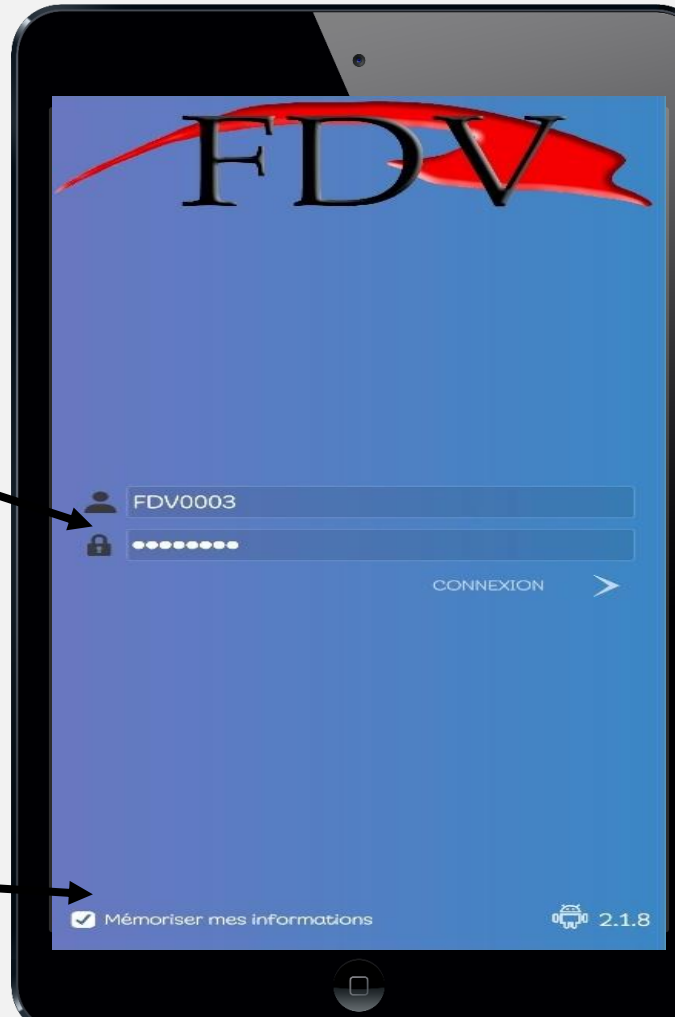 FDV
FDV0003
••••••••
CONNEXION
Mémoriser mes informations
2.1.8